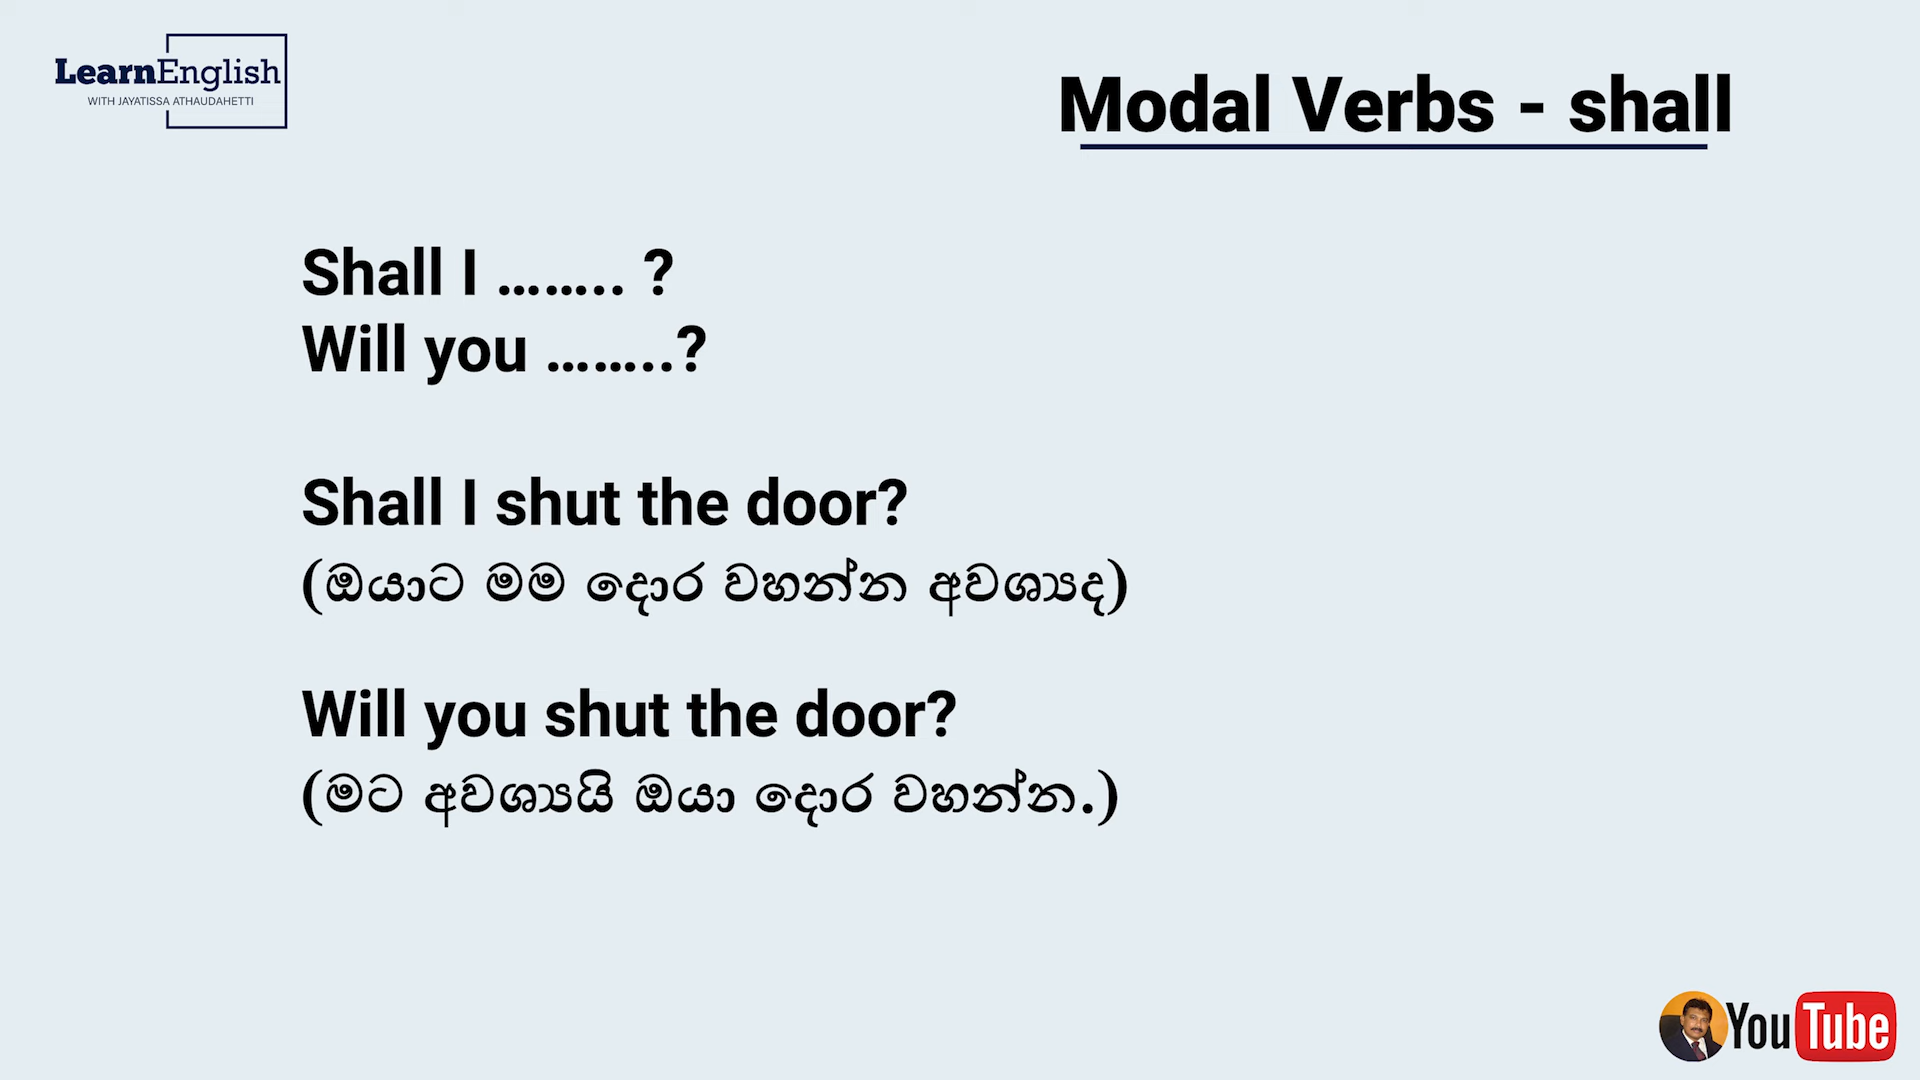 LearnEnglish
WITH JAYATISSA ATHAUDAHETTI
Modal Verbs - shall
Shall I …….. ?
Will you ……..?
Shall I shut the door?
(ඔයාට මම දොර වහන්න අවශ්‍යද)
Will you shut the door?
(මට අවශ්‍යයි ඔයා දොර වහන්න.)
YouTube